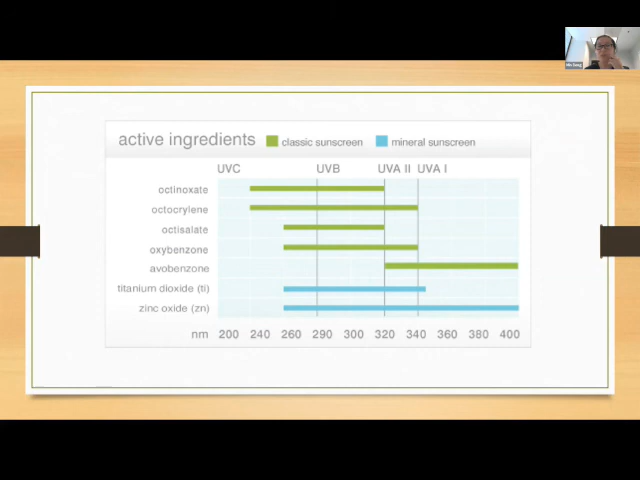 active ingredients classic sunscreen mineral sunscreen
UVC UVB UVA II UVA I
octinoxate
octocrylene
octisalate
oxybenzone
avobenzone
titanium dioxide (ti)
zinc oxide (zn)
nm 200 240 260 290 300 320 340 360 380 400